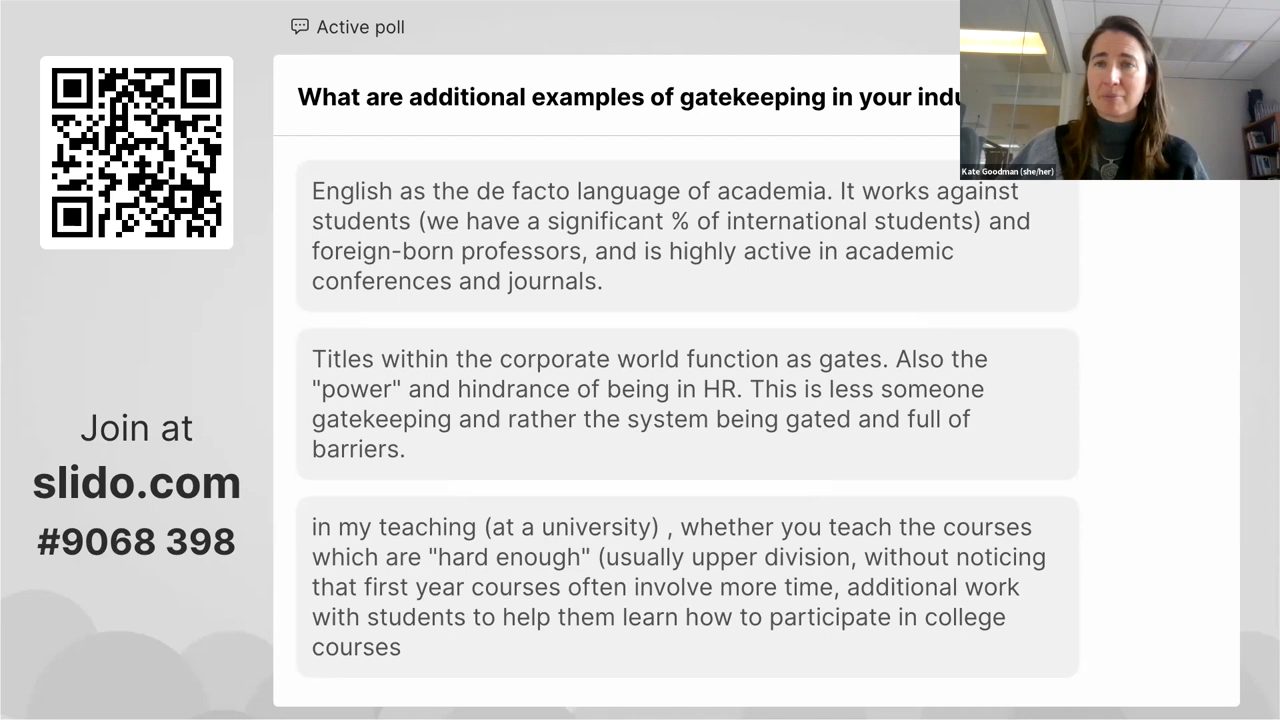 Active poll
What are additional examples of gatekeeping in your indu
Kate Goodman (she/her)
English as the de facto language of academia. It works against
students (we have a significant % of international students) and
foreign-born professors, and is highly active in academic
conferences and journals.
Titles within the corporate world function as gates. Also the
"power" and hindrance of being in HR. This is less someone
gatekeeping and rather the system being gated and full of
barriers.
in my teaching (at a university) , whether you teach the courses
which are "hard enough" (usually upper division, without noticing
that first year courses often involve more time, additional work
with students to help them learn how to participate in college
courses
Join at
slido.com
#9068 398